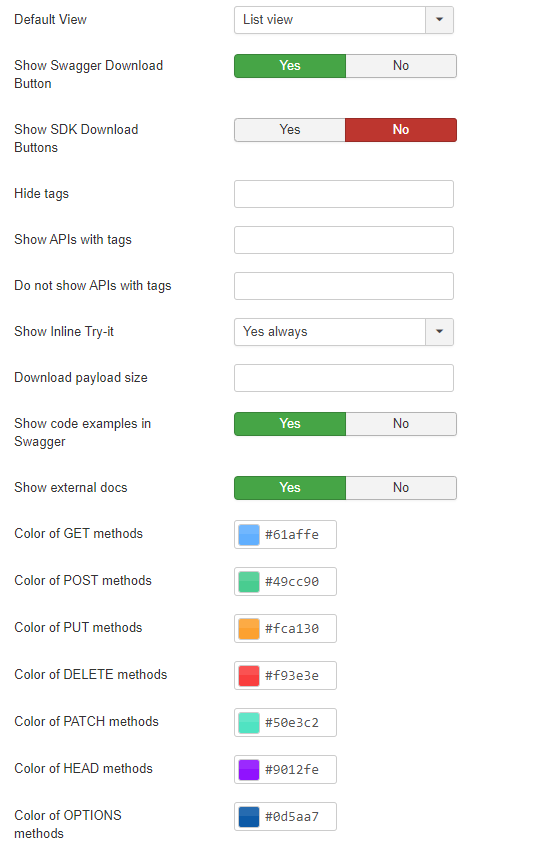 Default View
List view
Show Swagger Download
Button
Yes
No
Show SDK Download
Buttons
Yes
No
Hide tags
Show APIs with tags
Do not show APIs with tags
Show Inline Try-it
Yes always
Download payload size
Show code examples in
Swagger
Yes
No
Show external docs
Yes
No
Color of GET methods
#61affe
Color of POST methods
#49cc90
Color of PUT methods
#fca130
Color of DELETE methods
#f93e3e
Color of PATCH methods
#50e3c2
Color of HEAD methods
#9012fe
Color of OPTIONS
methods
#0d5aa7